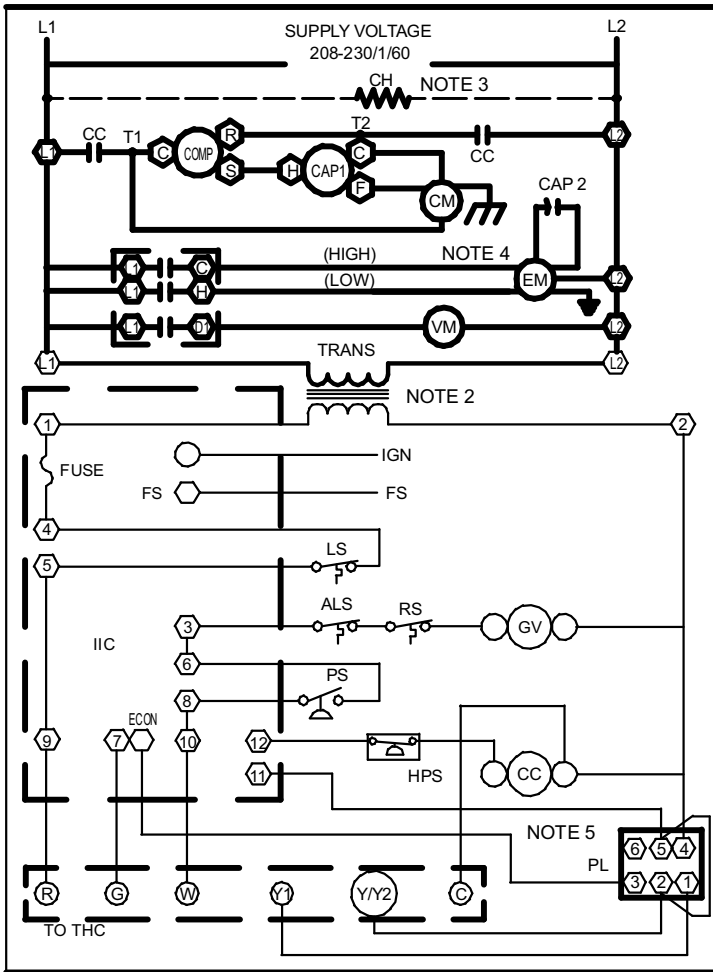 L1 SUPPLY VOLTAGE L2
208-230/1/60
CH NOTE 3
CC T1 R T2
L1 C COMP CC L2
S H CAP1 C
F CM CAP 2
(HIGH) NOTE 4
L1 C EM L2
(LOW)
L1 H
L1 D1 VM L2
L1 TRANS L2
NOTE 2
1 2
FUSE IGN
FS FS
4
5 LS
ALS RS
3 GV
IIC
6
PS
8
ECON
9 7 10 12
HPS CC
11
NOTE 5
6 5 4
PL
3 2 1
R G W Y1 Y/Y2 C
TO THC